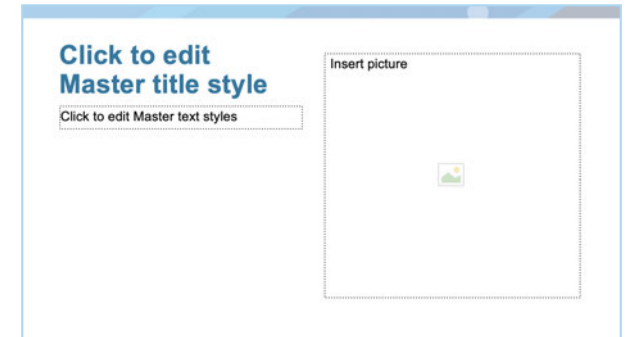 Click to edit
Master title style
Click to edit Master text styles
Insert picture